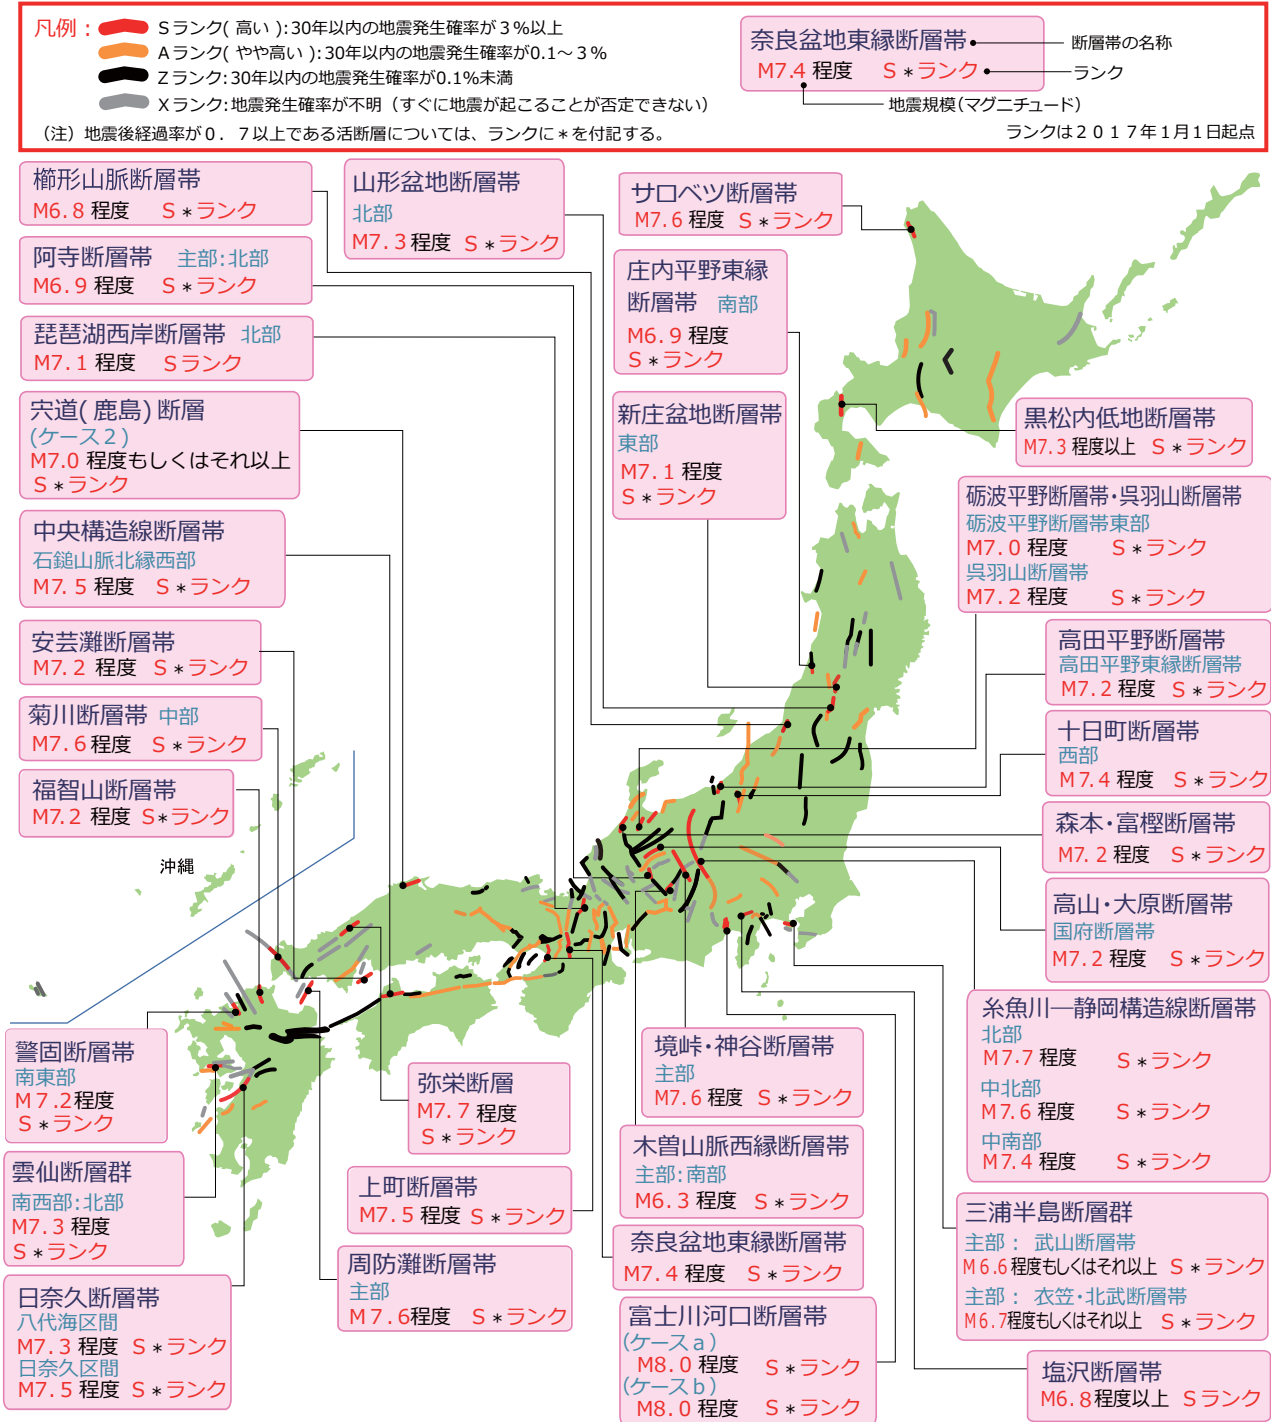 凡例：
Sランク(高い):30年以内の地震発生確率が3%以上
Aランク(やや高い):30年以内の地震発生確率が0.1～3%
Zランク:30年以内の地震発生確率が0.1%未満
Xランク:地震発生確率が不明（すぐに地震が起こることが否定できない）
（注）地震後経過率が０．７以上である活断層については、ランクに＊を付記する。
奈良盆地東縁断層帯
M7.4 程度 S＊ランク
断層帯の名称
ランク
地震規模(マグニチュード)
ランクは２０１７年１月１日起点
櫛形山脈断層帯
M6.8 程度 S＊ランク
阿寺断層帯 主部:北部
M6.9 程度 S＊ランク
琵琶湖西岸断層帯 北部
M7.1 程度 Sランク
宍道(鹿島)断層
(ケース２)
M7.0 程度もしくはそれ以上
S＊ランク
中央構造線断層帯
石鎚山脈北縁西部
M7.5 程度 S＊ランク
安芸灘断層帯
M7.2 程度 S＊ランク
菊川断層帯 中部
M7.6程度 S＊ランク
福智山断層帯
M7.2 程度 S＊ランク
沖縄
警固断層帯
南東部
M7.2程度
S＊ランク
雲仙断層群
南西部:北部
M7.3 程度
S＊ランク
日奈久断層帯
八代海区間
M7.3 程度 S＊ランク
日奈久区間
M7.5 程度 S＊ランク
山形盆地断層帯
北部
M7.3程度 S＊ランク
サロベツ断層帯
M7.6 程度 S＊ランク
庄内平野東縁
断層帯 南部
M6.9 程度
S＊ランク
新庄盆地断層帯
東部
M7.1 程度
S＊ランク
黒松内低地断層帯
M7.3 程度以上 S＊ランク
砺波平野断層帯・呉羽山断層帯
砺波平野断層帯東部
M7.0 程度 S＊ランク
呉羽山断層帯
M7.2 程度 S＊ランク
高田平野断層帯
高田平野東縁断層帯
M7.2 程度 S＊ランク
十日町断層帯
西部
M7.4 程度 S＊ランク
森本・富樫断層帯
M7.2 程度 S＊ランク
高山・大原断層帯
国府断層帯
M7.2 程度 S＊ランク
糸魚川―静岡構造線断層帯
北部
M7.7 程度 S＊ランク
中北部
M7.6 程度 S＊ランク
中南部
M7.4 程度 S＊ランク
境峠・神谷断層帯
主部
M7.6 程度 S＊ランク
弥栄断層
M7.7 程度
S＊ランク
木曽山脈西縁断層帯
主部:南部
M6.3 程度 S＊ランク
上町断層帯
M7.5 程度 S＊ランク
奈良盆地東縁断層帯
M7.4 程度 S＊ランク
周防灘断層帯
主部
M7.6程度 S＊ランク
富士川河口断層帯
(ケースａ)
M8.0 程度 S＊ランク
(ケースｂ)
M8.0 程度 S＊ランク
三浦半島断層群
主部： 武山断層帯
M6.6程度もしくはそれ以上 S＊ランク
主部： 衣笠・北武断層帯
M6.7程度もしくはそれ以上 S＊ランク
塩沢断層帯
M6.8程度以上 Sランク